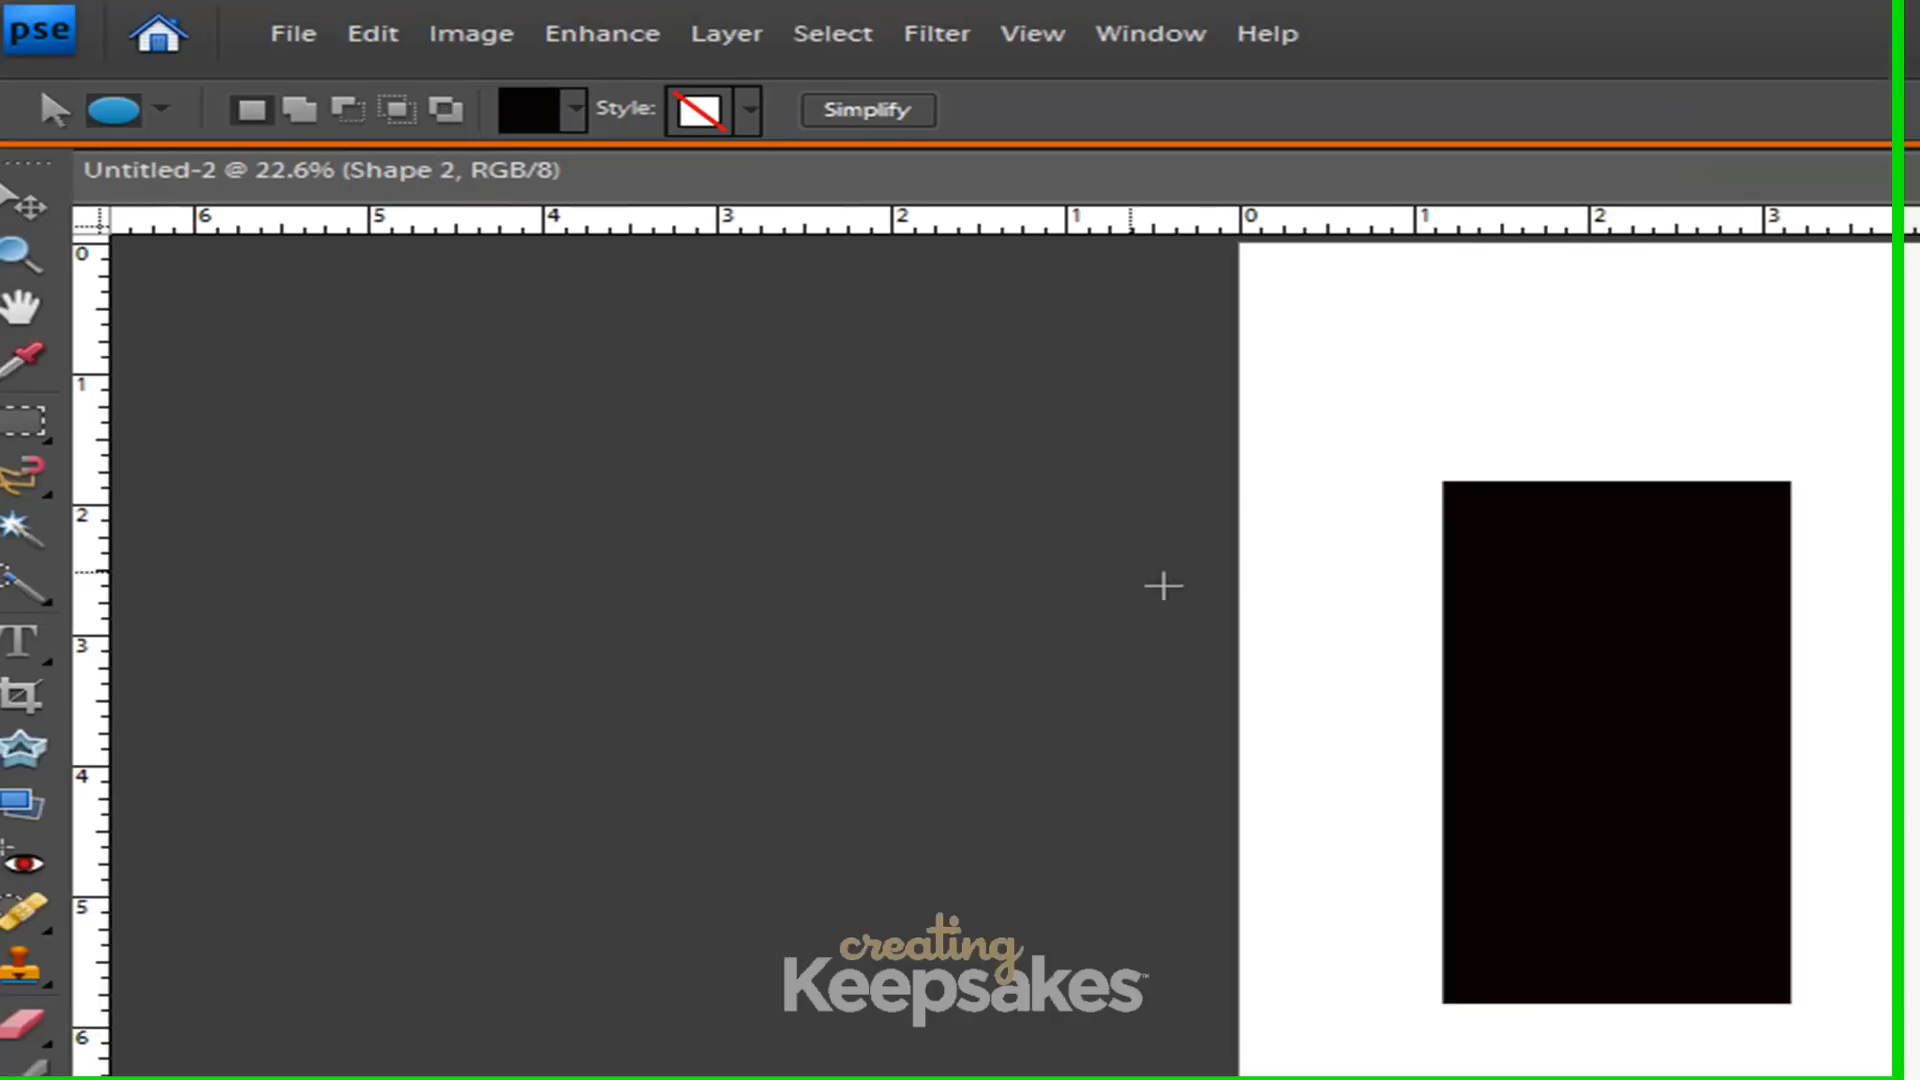 pse File Edit Image Enhance Layer Select Filter View Window Help
Style: Simplify
Untitled-2 @ 22.6% (Shape 2, RGB/8)
6 5 4 3 2 1 0 1 2 3
0
1
2
3
T
4
5
6
creating
Keepsakes™